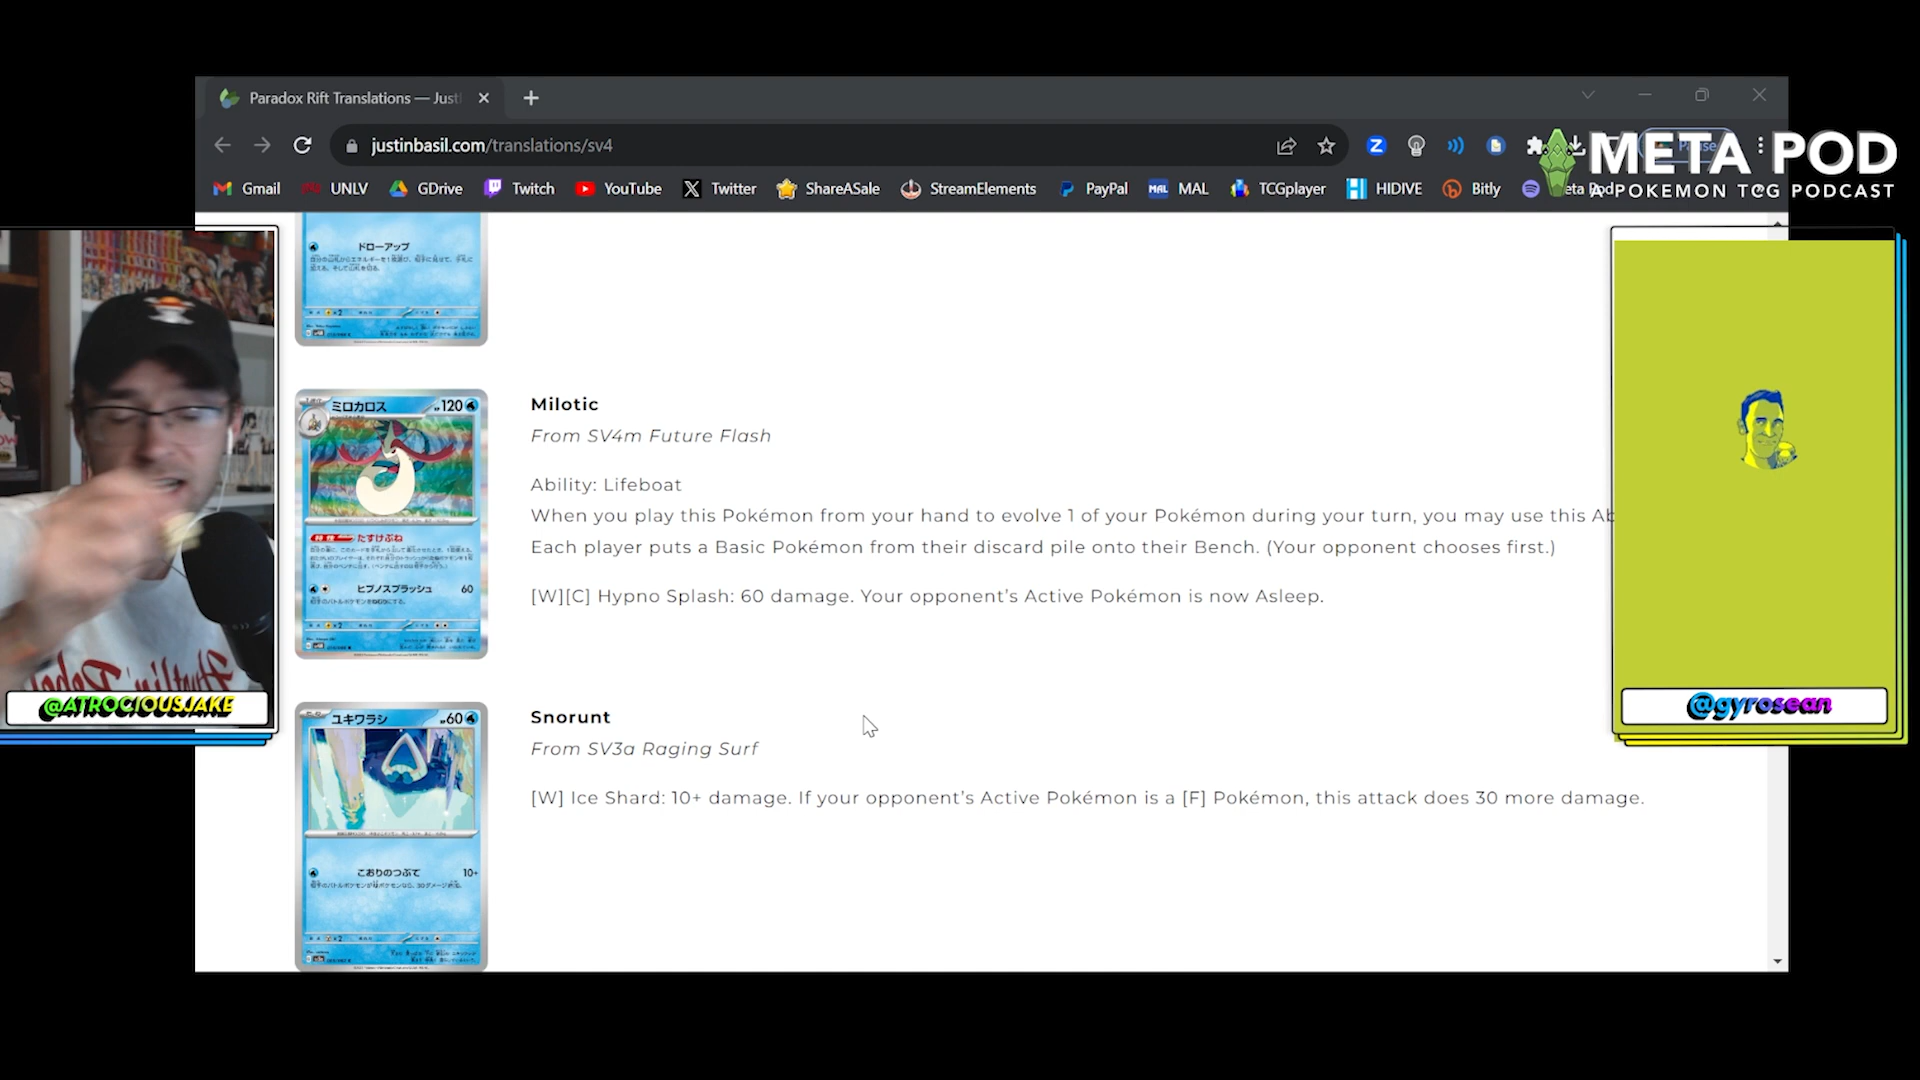 Paradox Rift Translations — Just
justinbasil.com/translations/sv4
META POD
A POKEMON TCG PODCAST
Gmail
UNLV
GDrive
Twitch
YouTube
Twitter
ShareASale
StreamElements
PayPal
MAL
TCGplayer
HIDIVE
Bitly
ドローアップ
ミロカロス
120
たすけぶね
ヒプノスプラッシュ 60
Milotic
From SV4m Future Flash
Ability: Lifeboat
When you play this Pokémon from your hand to evolve 1 of your Pokémon during your turn, you may use this Ab
Each player puts a Basic Pokémon from their discard pile onto their Bench. (Your opponent chooses first.)
[W][C] Hypno Splash: 60 damage. Your opponent’s Active Pokémon is now Asleep.
@ATROCIOUSJAKE
@gyrosean
ユキワラシ
60
こおりのつぶて 10+
Snorunt
From SV3a Raging Surf
[W] Ice Shard: 10+ damage. If your opponent’s Active Pokémon is a [F] Pokémon, this attack does 30 more damage.